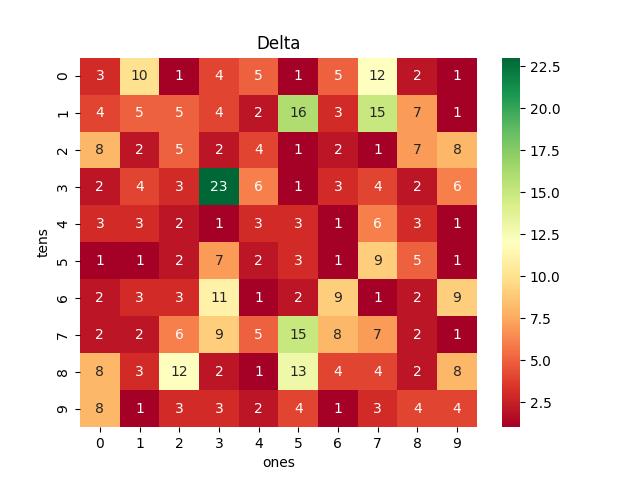 Delta
0 3 10 1 4 5 1 5 12 2 1
1 4 5 5 4 2 16 3 15 7 1
2 8 2 5 2 4 1 2 1 7 8
3 2 4 3 23 6 1 3 4 2 6
4 3 3 2 1 3 3 1 6 3 1
5 1 1 2 7 2 3 1 9 5 1
6 2 3 3 11 1 2 9 1 2 9
7 2 2 6 9 5 15 8 7 2 1
8 8 3 12 2 1 13 4 4 2 8
9 8 1 3 3 2 4 1 3 4 4
0 1 2 3 4 5 6 7 8 9
ones
tens
22.5
20.0
17.5
15.0
12.5
10.0
7.5
5.0
2.5